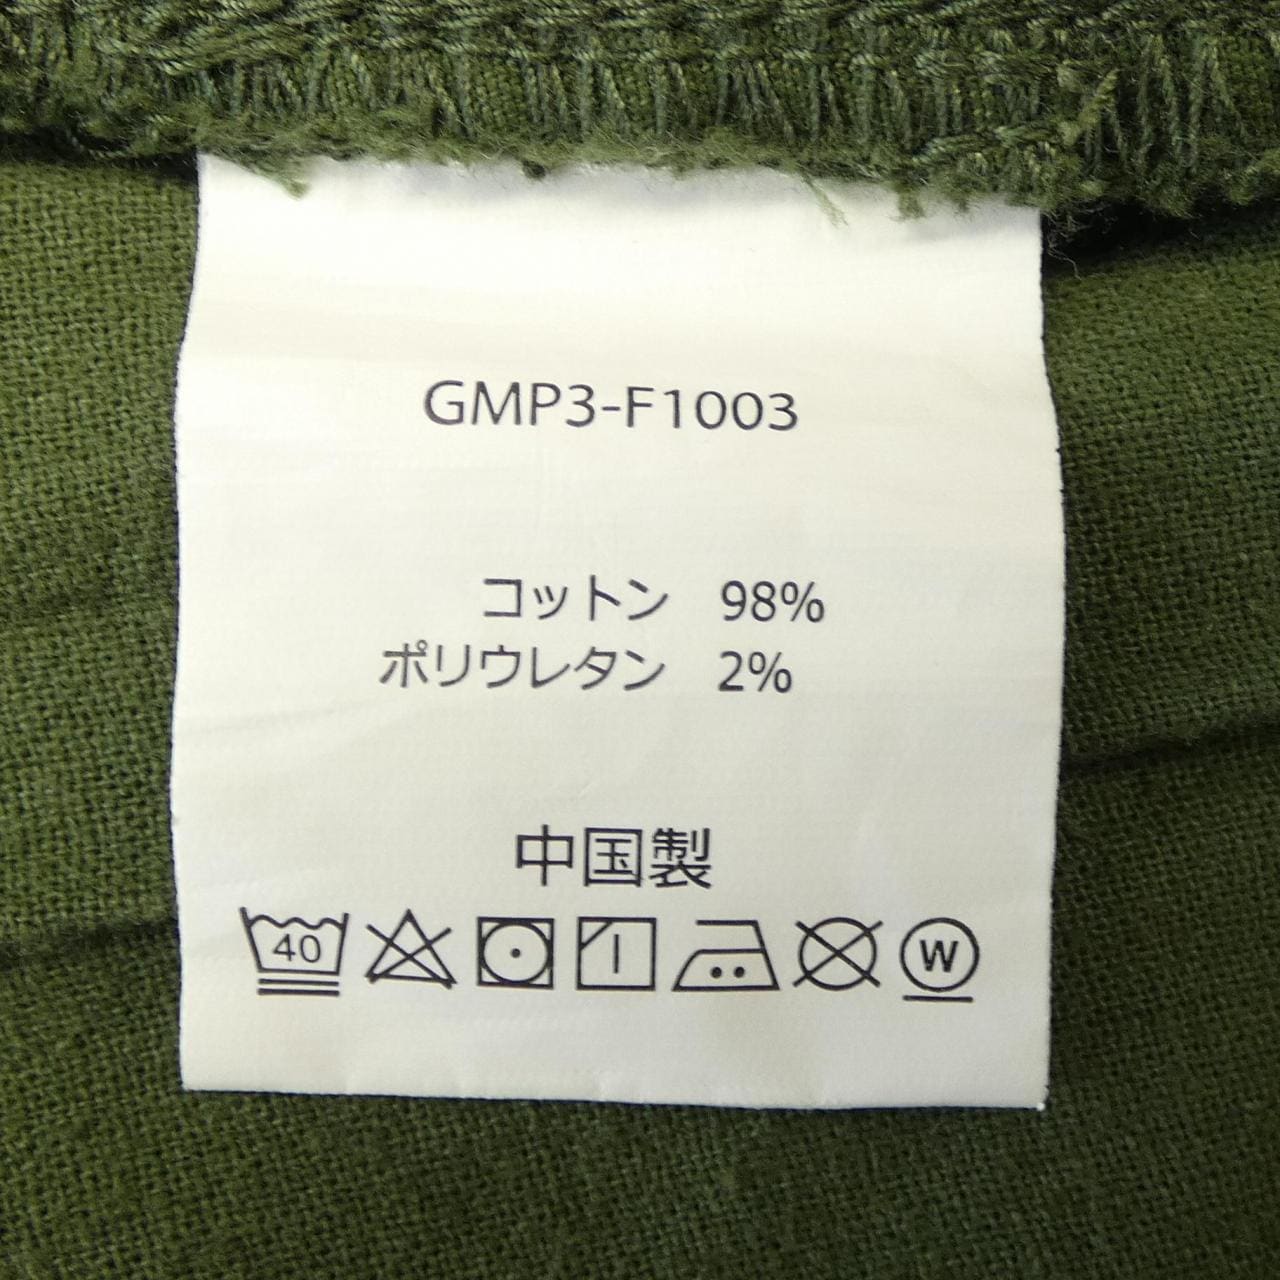 GMP3-F1003
コットン 98%
ポリウレタン 2%
中国製
40 W